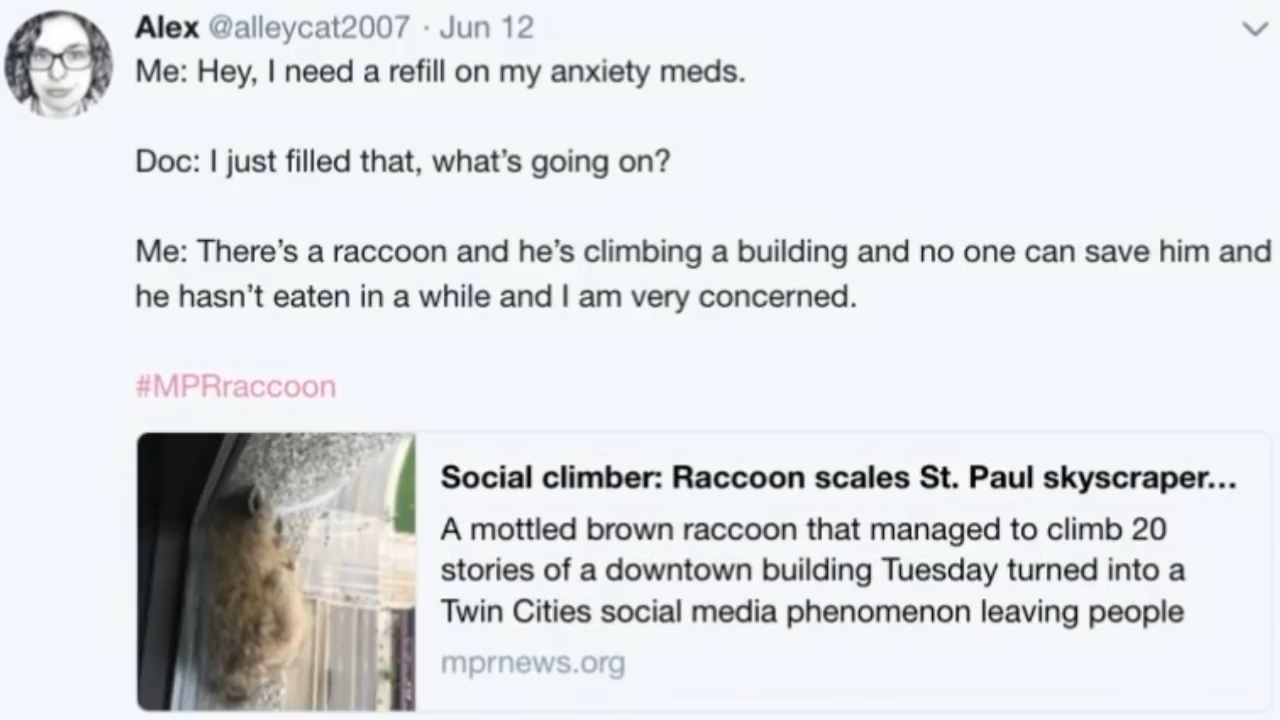 Alex @alleycat2007 · Jun 12
Me: Hey, I need a refill on my anxiety meds.
Doc: I just filled that, what's going on?
Me: There's a raccoon and he's climbing a building and no one can save him and
he hasn't eaten in a while and I am very concerned.
#MPRraccoon
Social climber: Raccoon scales St. Paul skyscraper...
A mottled brown raccoon that managed to climb 20
stories of a downtown building Tuesday turned into a
Twin Cities social media phenomenon leaving people
mprnews.org